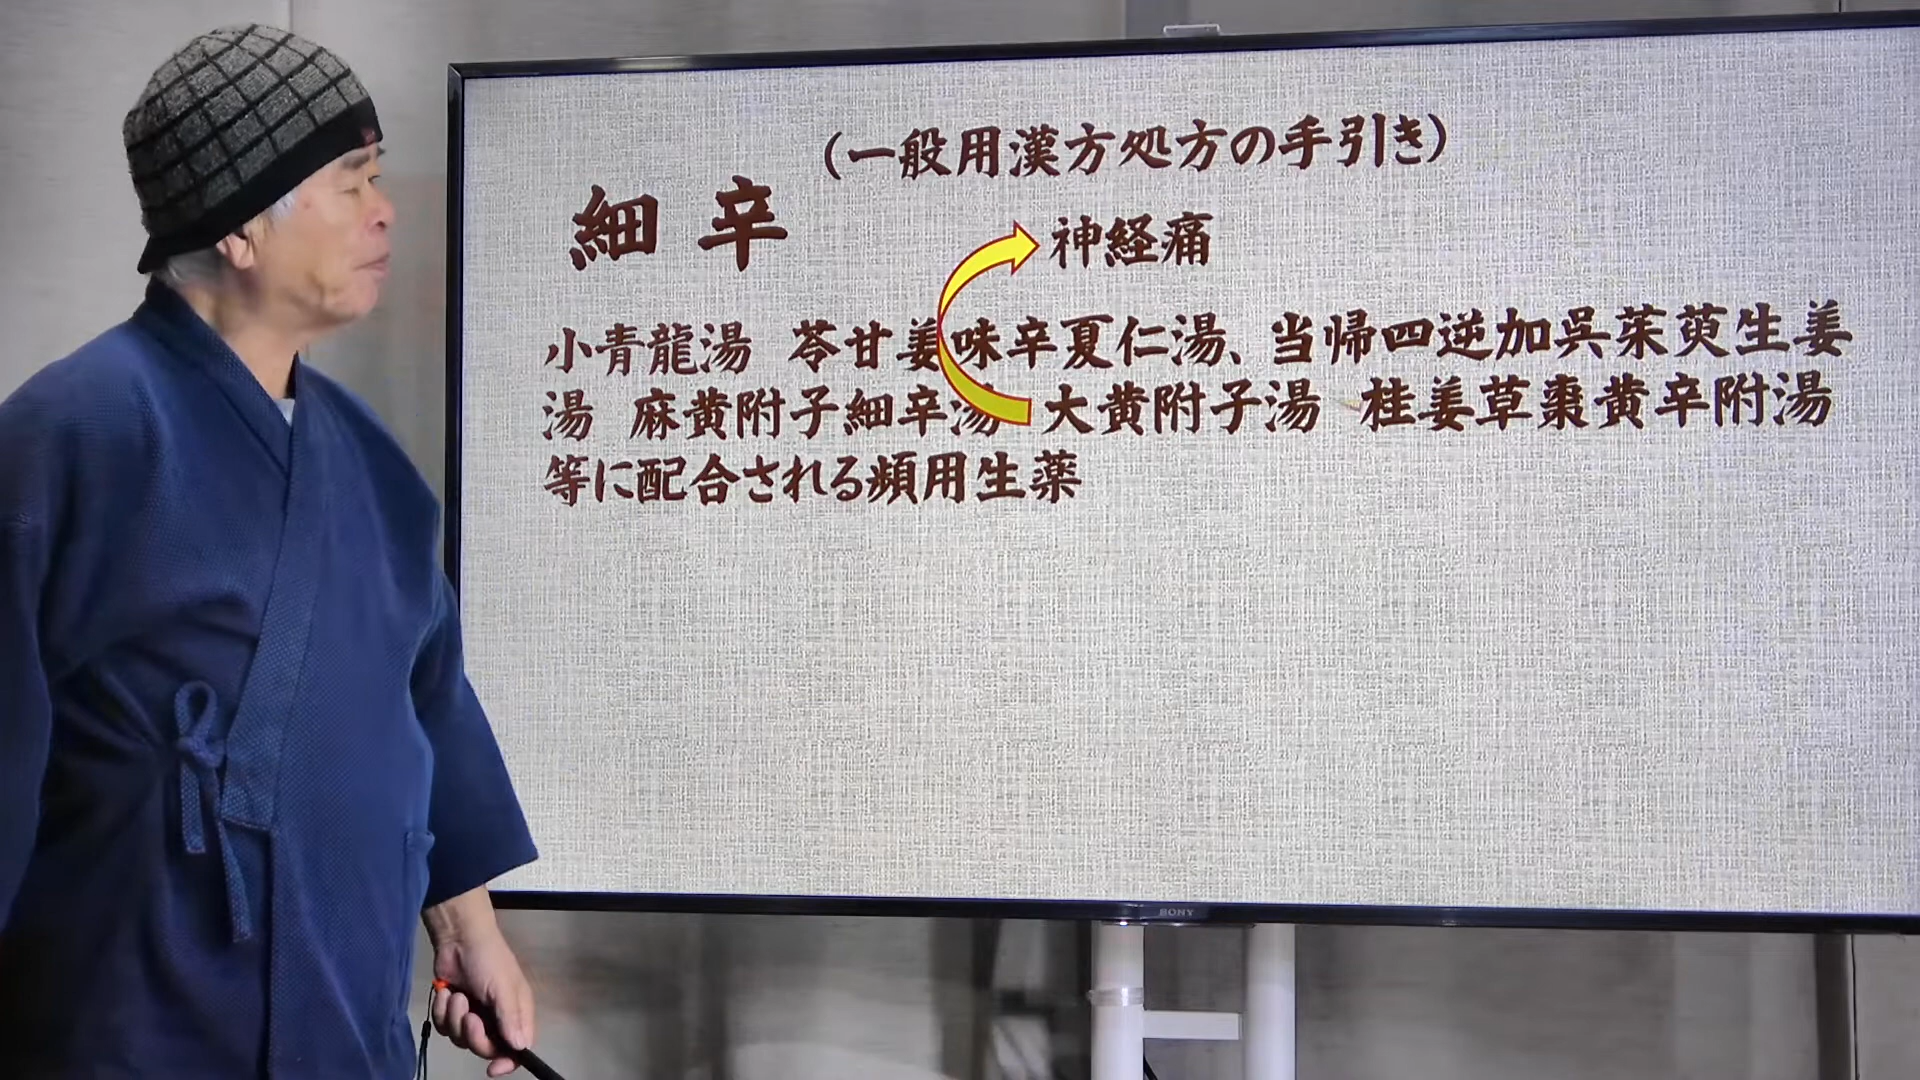 (一般用漢方処方の手引き)
細辛
神経痛
小青龍湯 苓甘姜味辛夏仁湯、当帰四逆加呉茱萸生姜
湯 麻黄附子細辛湯 大黄附子湯 桂姜草棗黄辛附湯
等に配合される頻用生薬
SONY